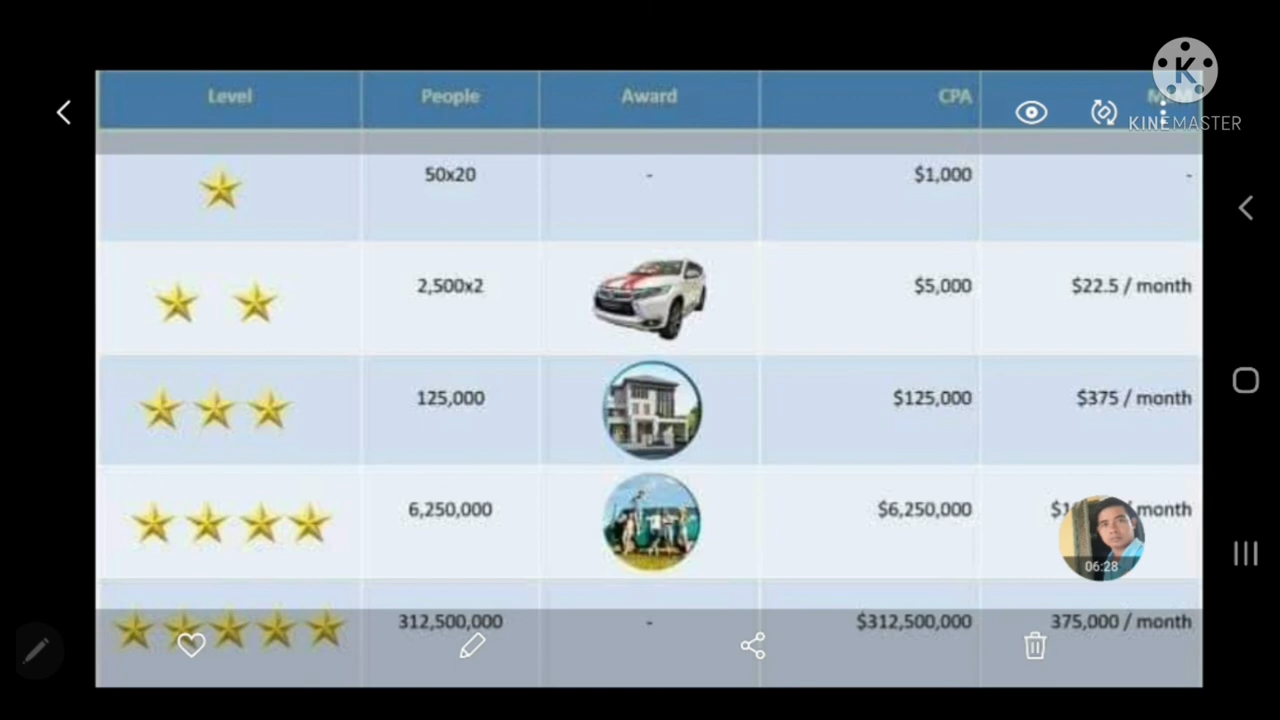 Level People Award CPA
KINEMASTER
50x20 - $1,000 -
2,500x2 $5,000 $22.5 / month
125,000 $125,000 $375 / month
6,250,000 $6,250,000 /month
06:28
312,500,000 - $312,500,000 375,000 / month